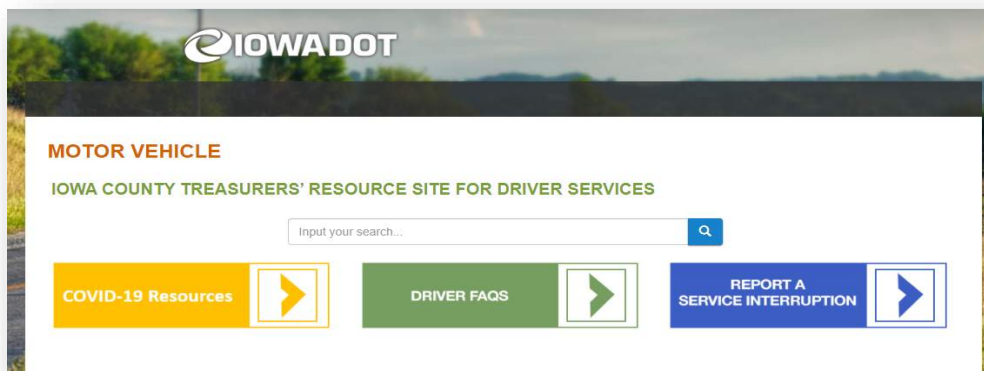 IOWADOT
MOTOR VEHICLE
IOWA COUNTY TREASURERS' RESOURCE SITE FOR DRIVER SERVICES
Input your search...
COVID-19 Resources
DRIVER FAQS
REPORT A
SERVICE INTERRUPTION